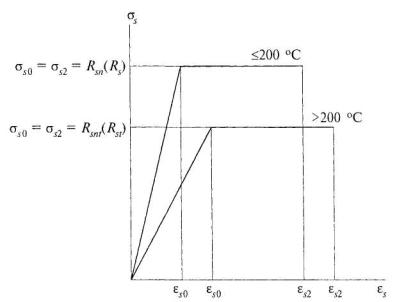 σₛ
≤200 °C
σₛ₀ = σₛ₂ = Rₛₙ(Rₛ)
>200 °C
σₛ₀ = σₛ₂ = Rₛₙₜ(Rₛₜ)
εₛ₀ εₛ₀ εₛ₂ εₛ₂ εₛ